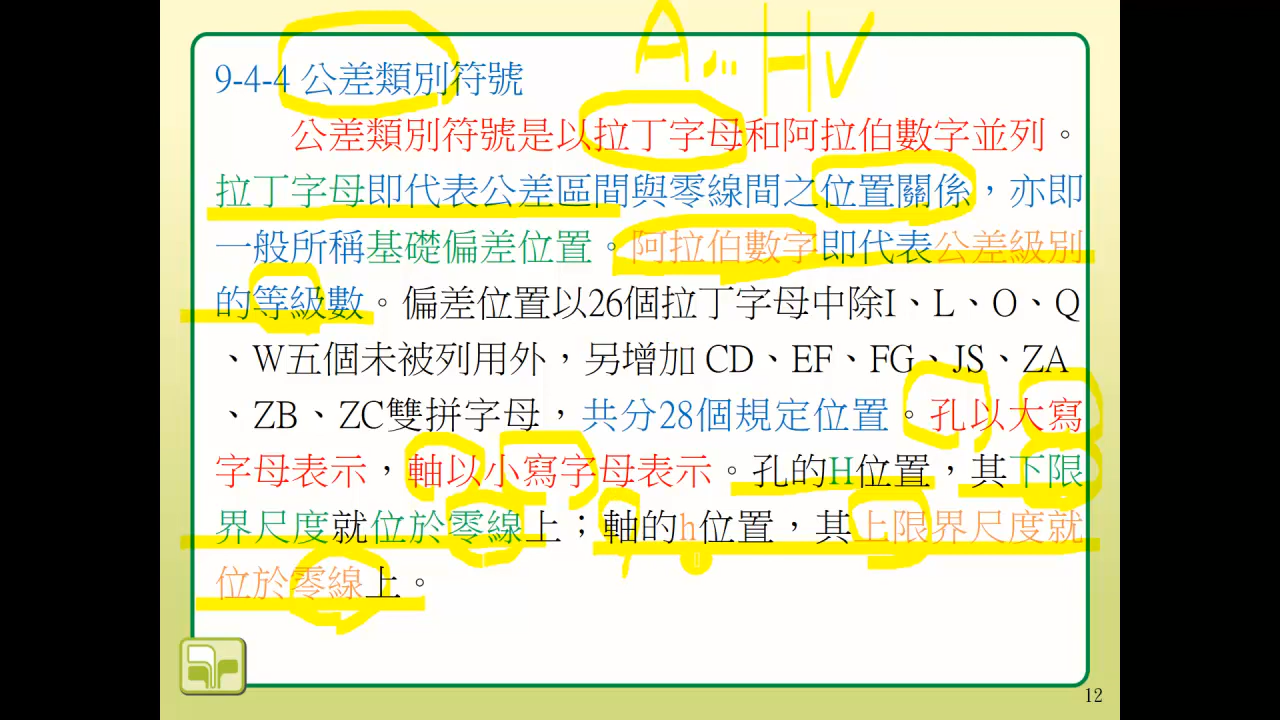 A HV
9-4-4 公差類別符號
公差類別符號是以拉丁字母和阿拉伯數字並列。
拉丁字母即代表公差區間與零線間之位置關係，亦即
一般所稱基礎偏差位置。阿拉伯數字即代表公差級別
的等級數。偏差位置以26個拉丁字母中除I、L、O、Q
、W五個未被列用外，另增加 CD、EF、FG、JS、ZA
、ZB、ZC雙拼字母，共分28個規定位置。孔以大寫
字母表示，軸以小寫字母表示。孔的H位置，其下限
界尺度就位於零線上；軸的h位置，其上限界尺度就
位於零線上。
12